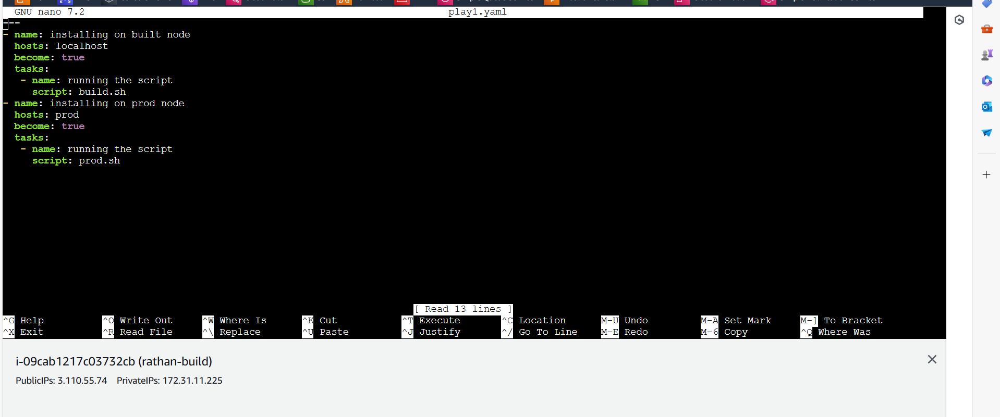 GNU nano 7.2 play1.yaml
---
- name: installing on built node
hosts: localhost
become: true
tasks:
- name: running the script
script: build.sh
- name: installing on prod node
hosts: prod
become: true
tasks:
- name: running the script
script: prod.sh
[ Read 13 lines ]
^G Help ^O Write Out ^W Where Is ^K Cut ^T Execute ^C Location M-U Undo M-A Set Mark M-] To Bracket
^X Exit ^R Read File ^\ Replace ^U Paste ^J Justify ^/ Go To Line M-E Redo M-6 Copy ^Q Where Was
i-09cab1217c03732cb (rathan-build)
PublicIPs: 3.110.55.74 PrivateIPs: 172.31.11.225